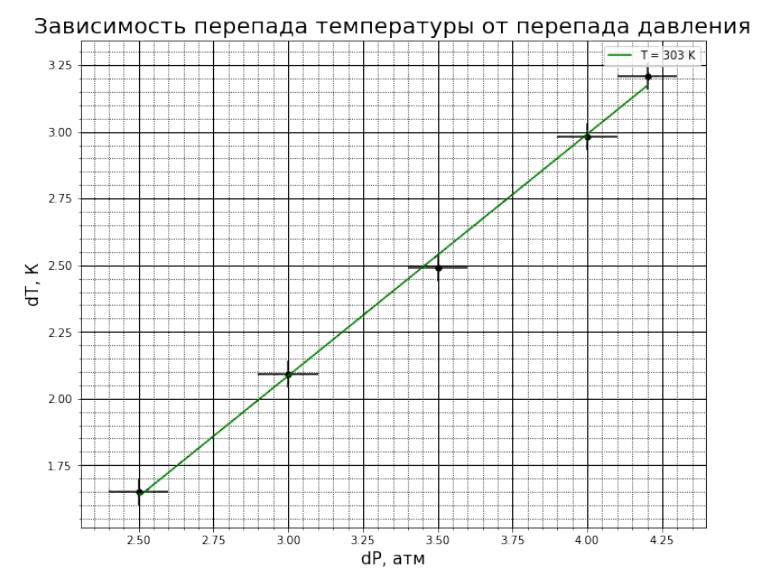 Зависимость перепада температуры от перепада давления
T = 303 K
3.25
3.00
2.75
2.50
2.25
2.00
1.75
dT, K
2.50 2.75 3.00 3.25 3.50 3.75 4.00 4.25
dP, атм